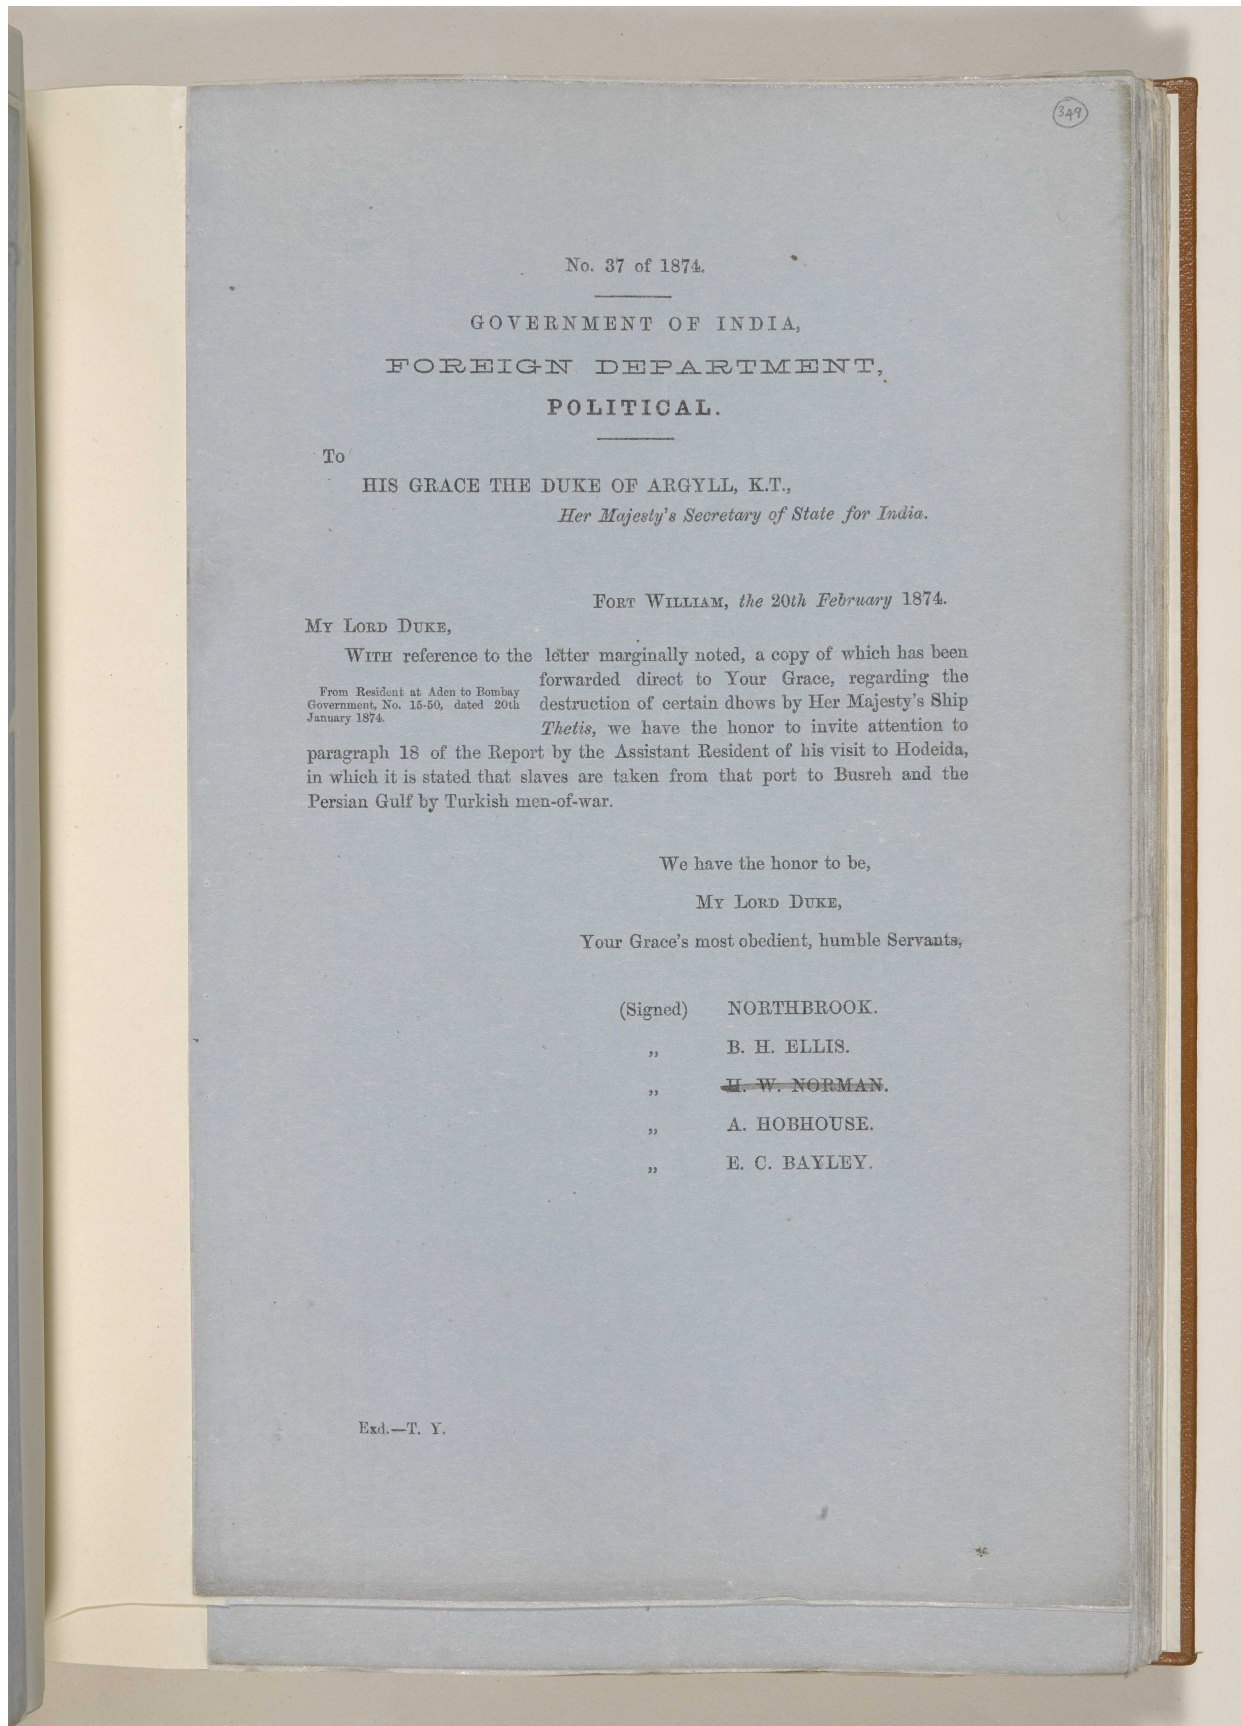 349
No. 37 of 1874.
GOVERNMENT OF INDIA,
FOREIGN DEPARTMENT,
POLITICAL.
To
HIS GRACE THE DUKE OF ARGYLL, K.T.,
Her Majesty's Secretary of State for India.
FORT WILLIAM, the 20th February 1874.
MY LORD DUKE,
WITH reference to the letter marginally noted, a copy of which has been
From Resident at Aden to Bombay
Government, No. 15-50, dated 20th
January 1874.
forwarded direct to Your Grace, regarding the
destruction of certain dhows by Her Majesty's Ship
Thetis, we have the honor to invite attention to
paragraph 18 of the Report by the Assistant Resident of his visit to Hodeida,
in which it is stated that slaves are taken from that port to Busreh and the
Persian Gulf by Turkish men-of-war.
We have the honor to be,
MY LORD DUKE,
Your Grace's most obedient, humble Servants,
(Signed) NORTHBROOK.
„ B. H. ELLIS.
„ H. W. NORMAN.
„ A. HOBHOUSE.
„ E. C. BAYLEY.
Exd.—T. Y.